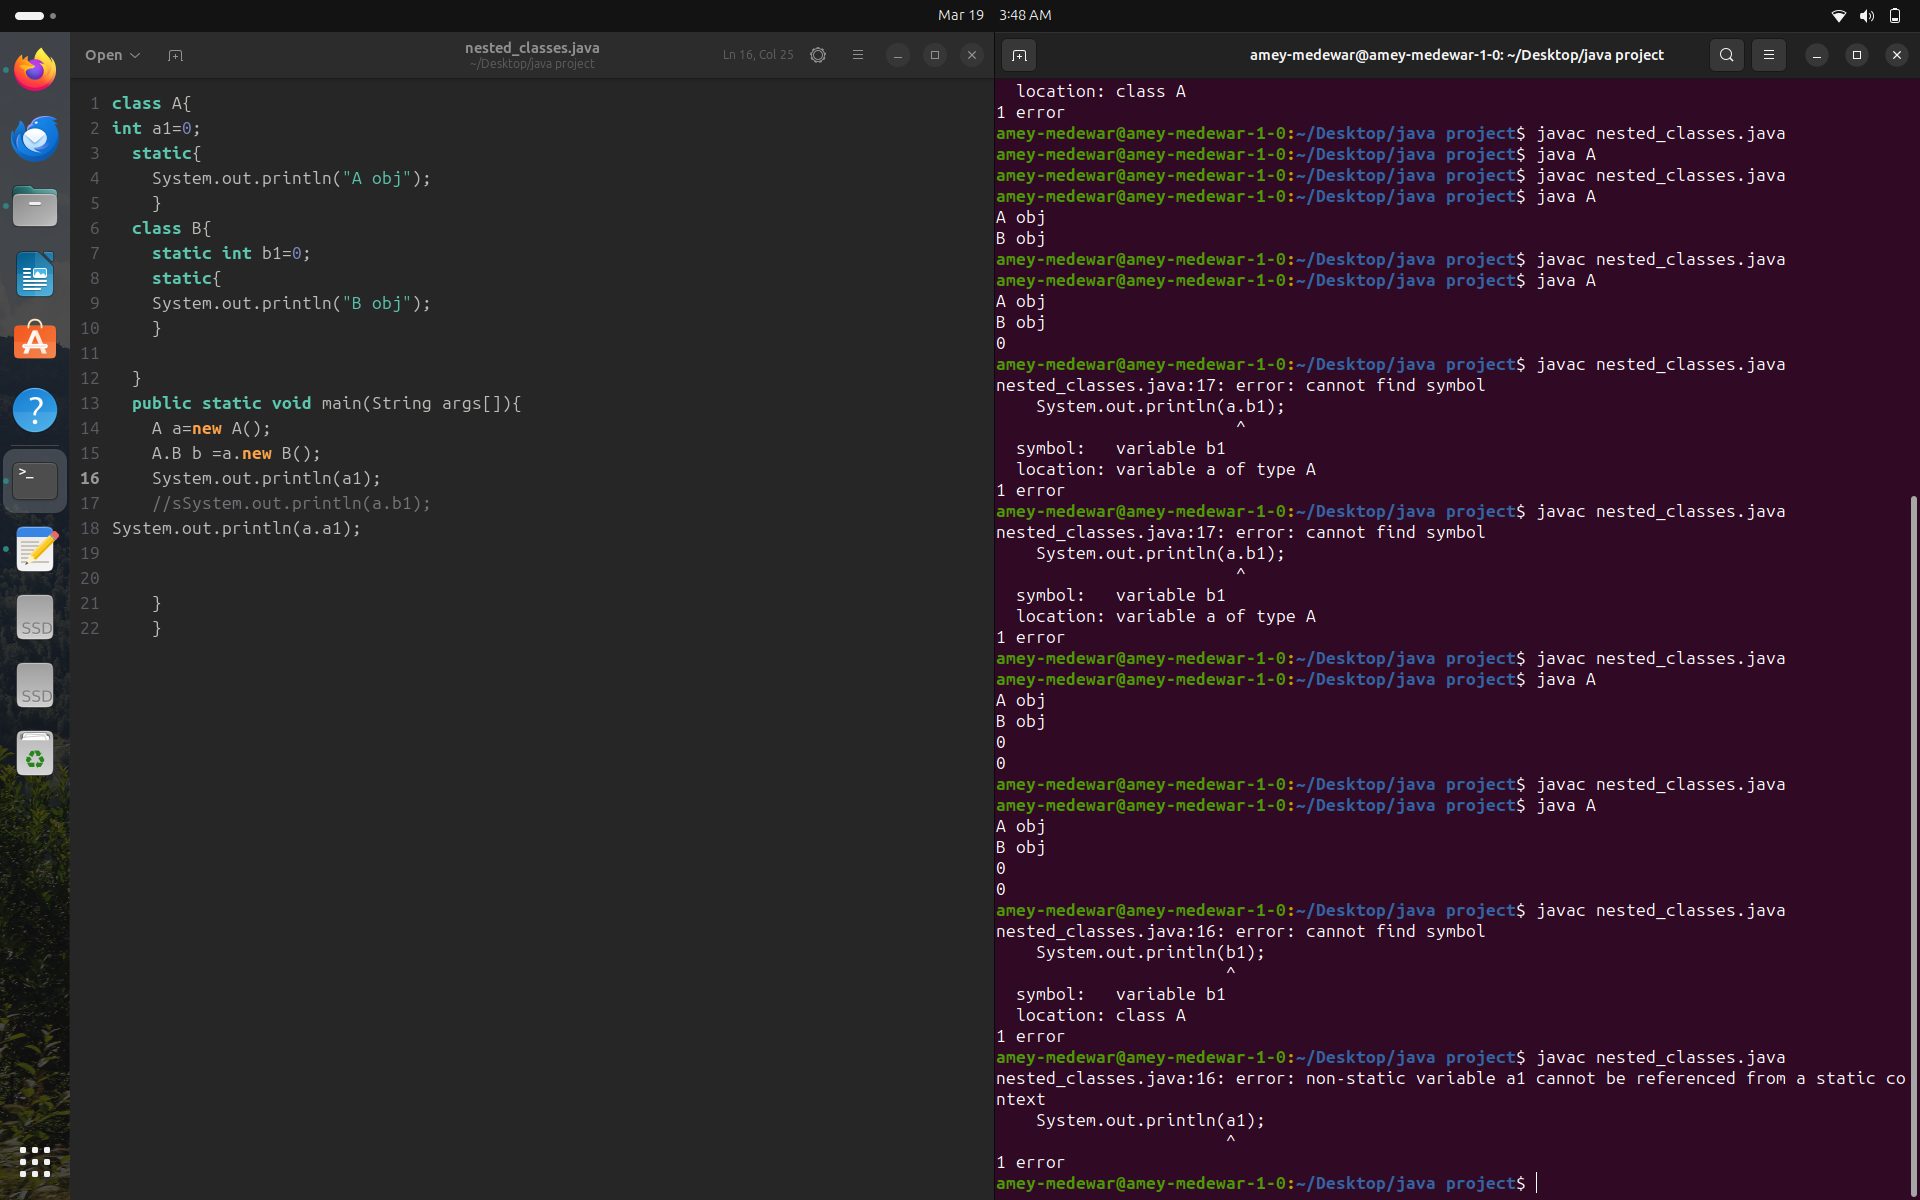 Mar 19 3:48 AM
Open
nested_classes.java
~/Desktop/java project
Ln 16, Col 25
1 class A{
2 int a1=0;
3 static{
4 System.out.println("A obj");
5 }
6 class B{
7 static int b1=0;
8 static{
9 System.out.println("B obj");
10 }
11
12 }
13 public static void main(String args[]){
14 A a=new A();
15 A.B b =a.new B();
16 System.out.println(a1);
17 //sSystem.out.println(a.b1);
18 System.out.println(a.a1);
19
20
21 }
22 }
SSD
SSD
amey-medewar@amey-medewar-1-0: ~/Desktop/java project
location: class A
1 error
amey-medewar@amey-medewar-1-0:~/Desktop/java project$ javac nested_classes.java
amey-medewar@amey-medewar-1-0:~/Desktop/java project$ java A
amey-medewar@amey-medewar-1-0:~/Desktop/java project$ javac nested_classes.java
amey-medewar@amey-medewar-1-0:~/Desktop/java project$ java A
A obj
B obj
amey-medewar@amey-medewar-1-0:~/Desktop/java project$ javac nested_classes.java
amey-medewar@amey-medewar-1-0:~/Desktop/java project$ java A
A obj
B obj
0
amey-medewar@amey-medewar-1-0:~/Desktop/java project$ javac nested_classes.java
nested_classes.java:17: error: cannot find symbol
System.out.println(a.b1);
^
symbol: variable b1
location: variable a of type A
1 error
amey-medewar@amey-medewar-1-0:~/Desktop/java project$ javac nested_classes.java
nested_classes.java:17: error: cannot find symbol
System.out.println(a.b1);
^
symbol: variable b1
location: variable a of type A
1 error
amey-medewar@amey-medewar-1-0:~/Desktop/java project$ javac nested_classes.java
amey-medewar@amey-medewar-1-0:~/Desktop/java project$ java A
A obj
B obj
0
0
amey-medewar@amey-medewar-1-0:~/Desktop/java project$ javac nested_classes.java
amey-medewar@amey-medewar-1-0:~/Desktop/java project$ java A
A obj
B obj
0
0
amey-medewar@amey-medewar-1-0:~/Desktop/java project$ javac nested_classes.java
nested_classes.java:16: error: cannot find symbol
System.out.println(b1);
^
symbol: variable b1
location: class A
1 error
amey-medewar@amey-medewar-1-0:~/Desktop/java project$ javac nested_classes.java
nested_classes.java:16: error: non-static variable a1 cannot be referenced from a static co
ntext
System.out.println(a1);
^
1 error
amey-medewar@amey-medewar-1-0:~/Desktop/java project$